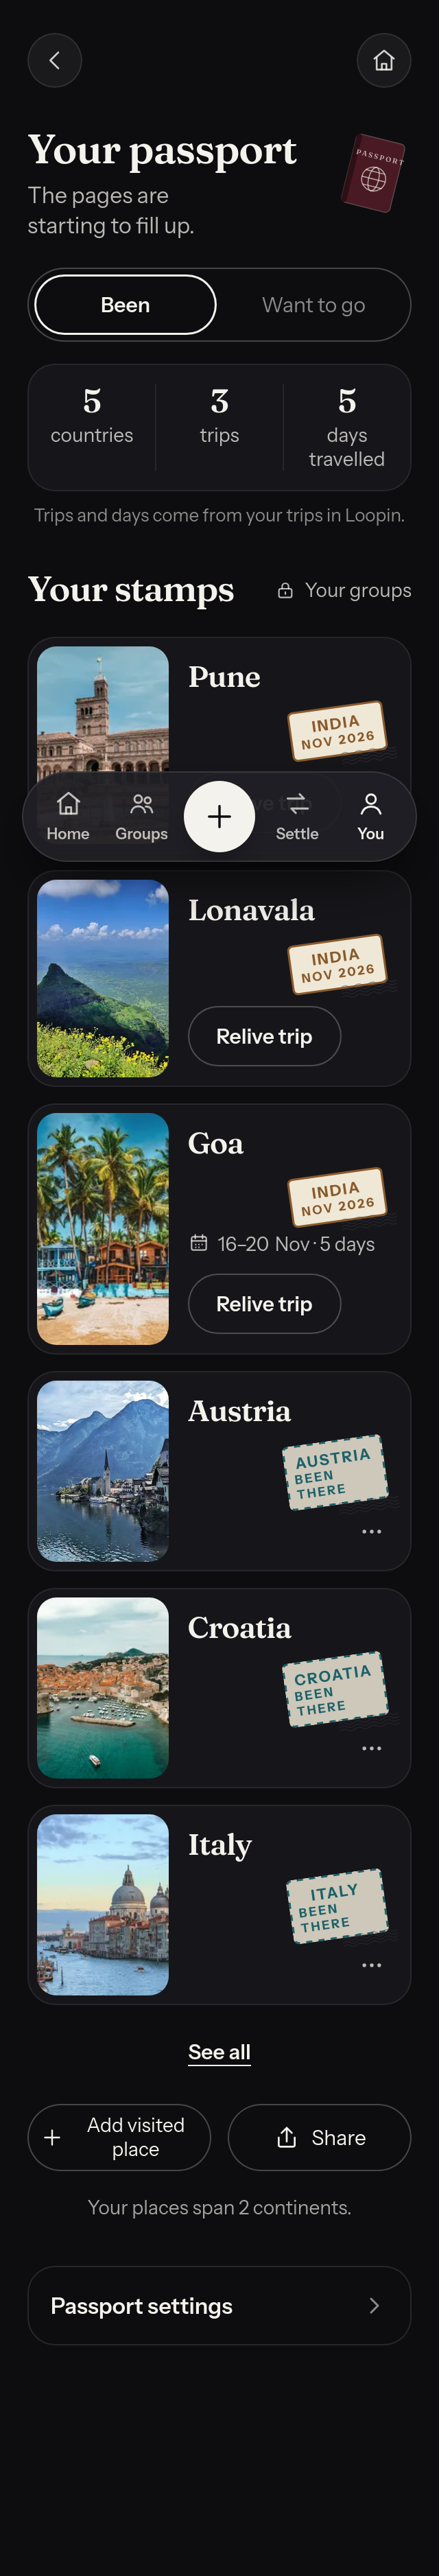 Your passport
PASSPORT
The pages are
starting to fill up.
Been
Want to go
5
countries
3
trips
5
days
travelled
Trips and days come from your trips in Loopin.
Your stamps
Your groups
Pune
INDIA
NOV 2026
Home
Groups
Settle
You
Lonavala
INDIA
NOV 2026
Relive trip
Goa
INDIA
NOV 2026
16–20 Nov · 5 days
Relive trip
Austria
AUSTRIA
BEEN
THERE
Croatia
CROATIA
BEEN
THERE
Italy
ITALY
BEEN
THERE
See all
Add visited
place
Share
Your places span 2 continents.
Passport settings